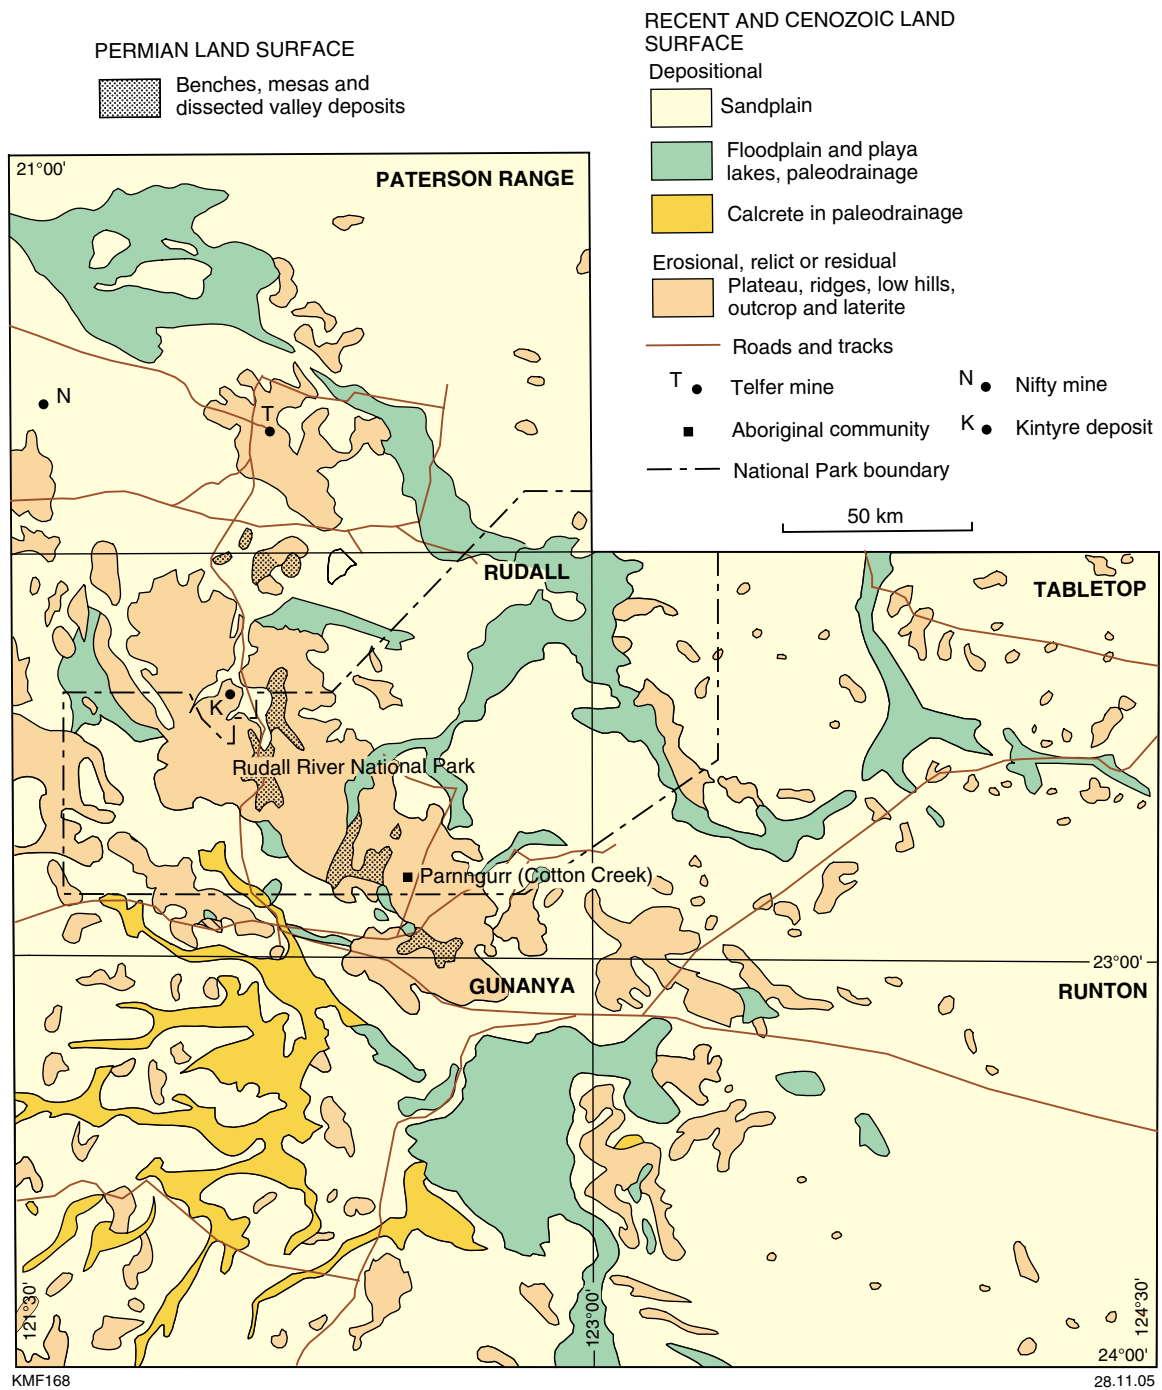 PERMIAN LAND SURFACE
Benches, mesas and
dissected valley deposits
RECENT AND CENOZOIC LAND
SURFACE
Depositional
Sandplain
Floodplain and playa
lakes, paleodrainage
Calcrete in paleodrainage
Erosional, relict or residual
Plateau, ridges, low hills,
outcrop and laterite
Roads and tracks
T Telfer mine
N Nifty mine
Aboriginal community
K Kintyre deposit
National Park boundary
50 km
21°00'
PATERSON RANGE
N
T
RUDALL
TABLETOP
K
Rudall River National Park
Parnngurr (Cotton Creek)
23°00'
GUNANYA
RUNTON
121°30'
123°00'
124°30'
24°00'
KMF168
28.11.05